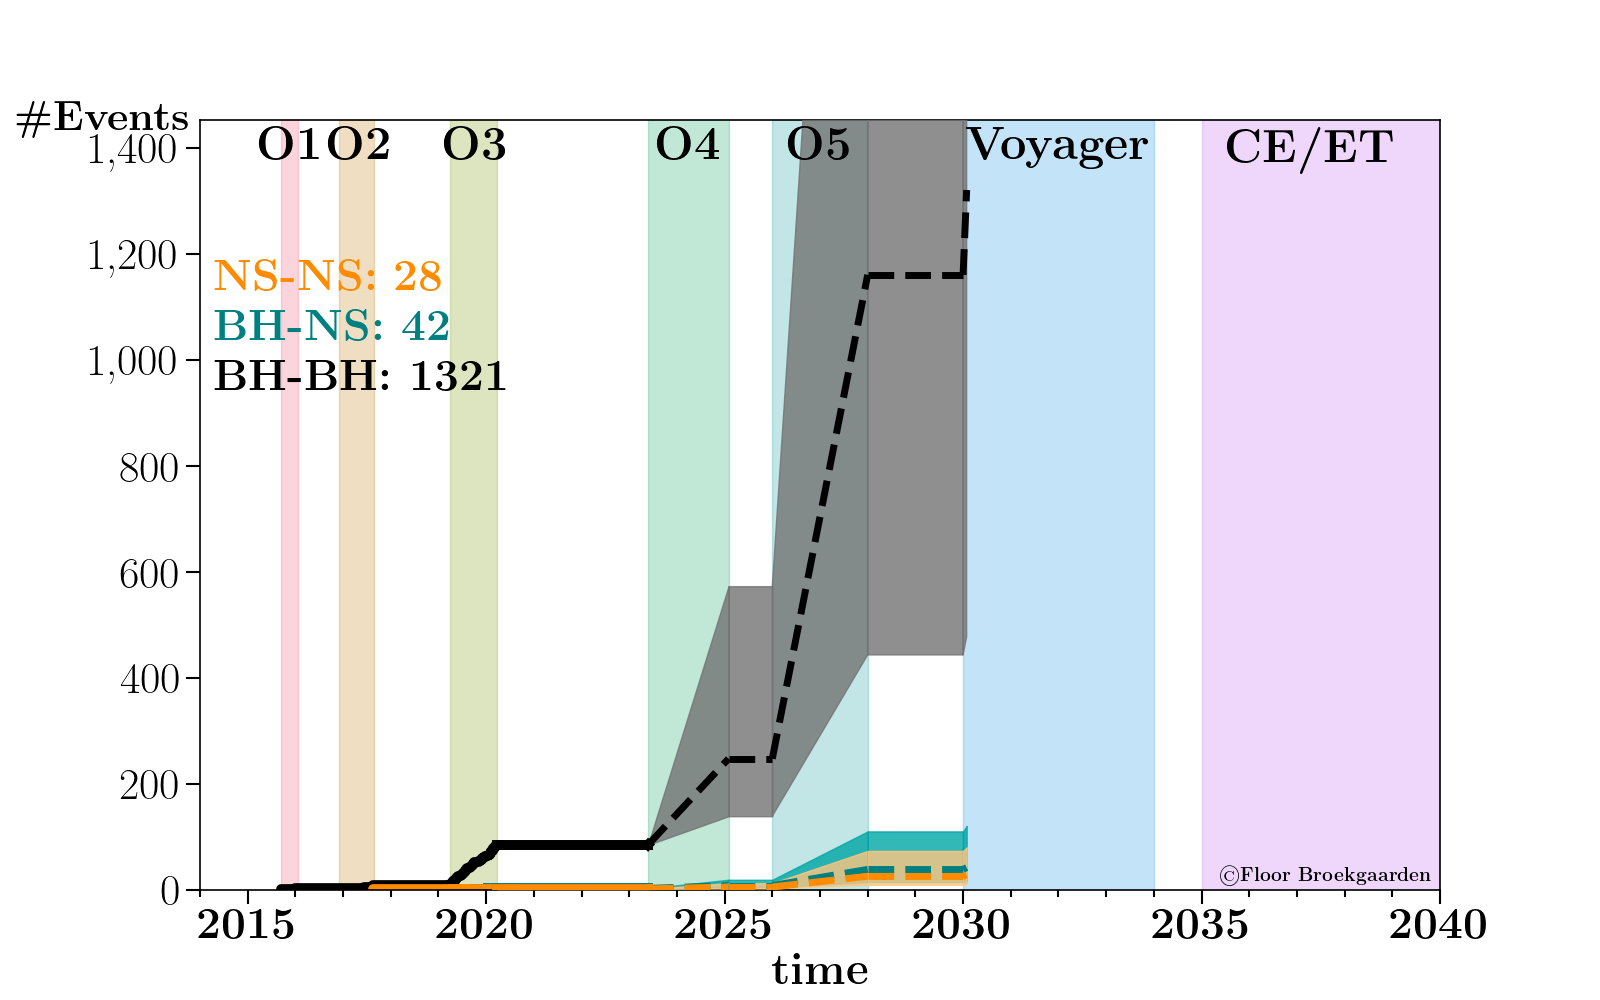 #Events
O1 O2 O3 O4 O5 Voyager CE/ET
1,400
1,200
NS-NS: 28
BH-NS: 42
1,000
BH-BH: 1321
800
600
400
200
©Floor Broekgaarden
0
2015 2020 2025 2030 2035 2040
time